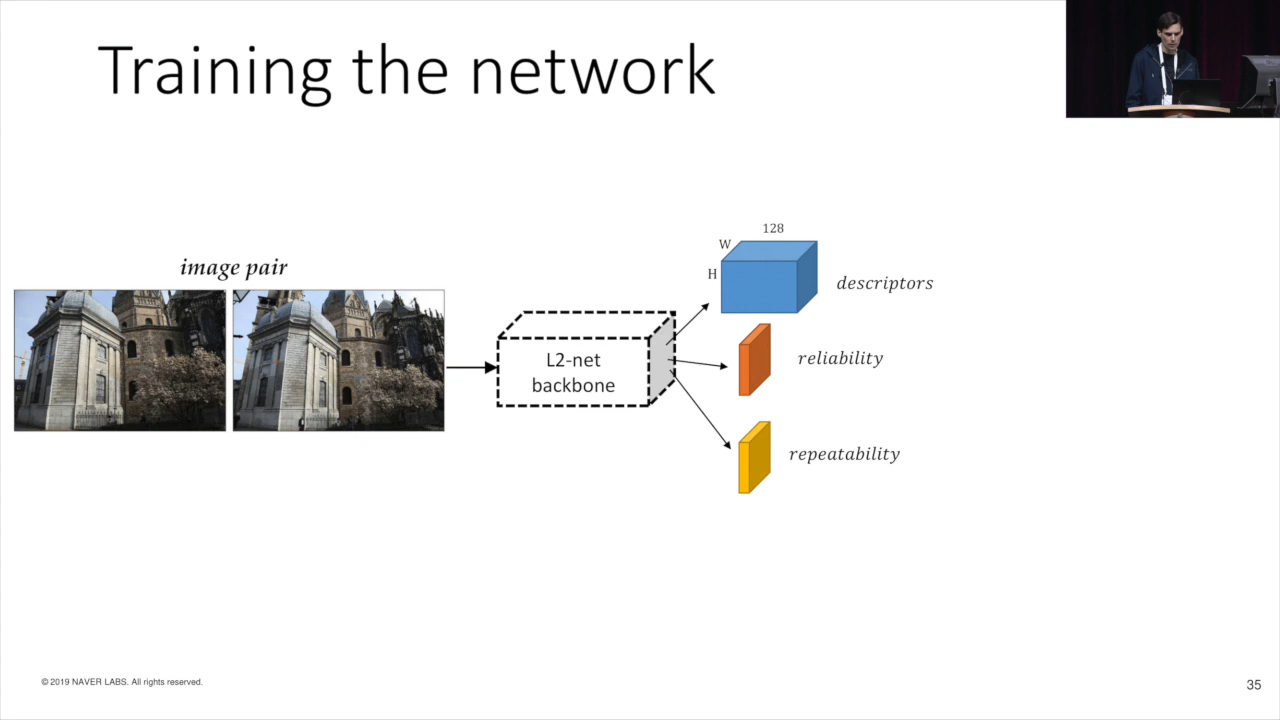 Training the network
image pair
L2-net
backbone
128
W
H
descriptors
reliability
repeatability
© 2019 NAVER LABS. All rights reserved.
35